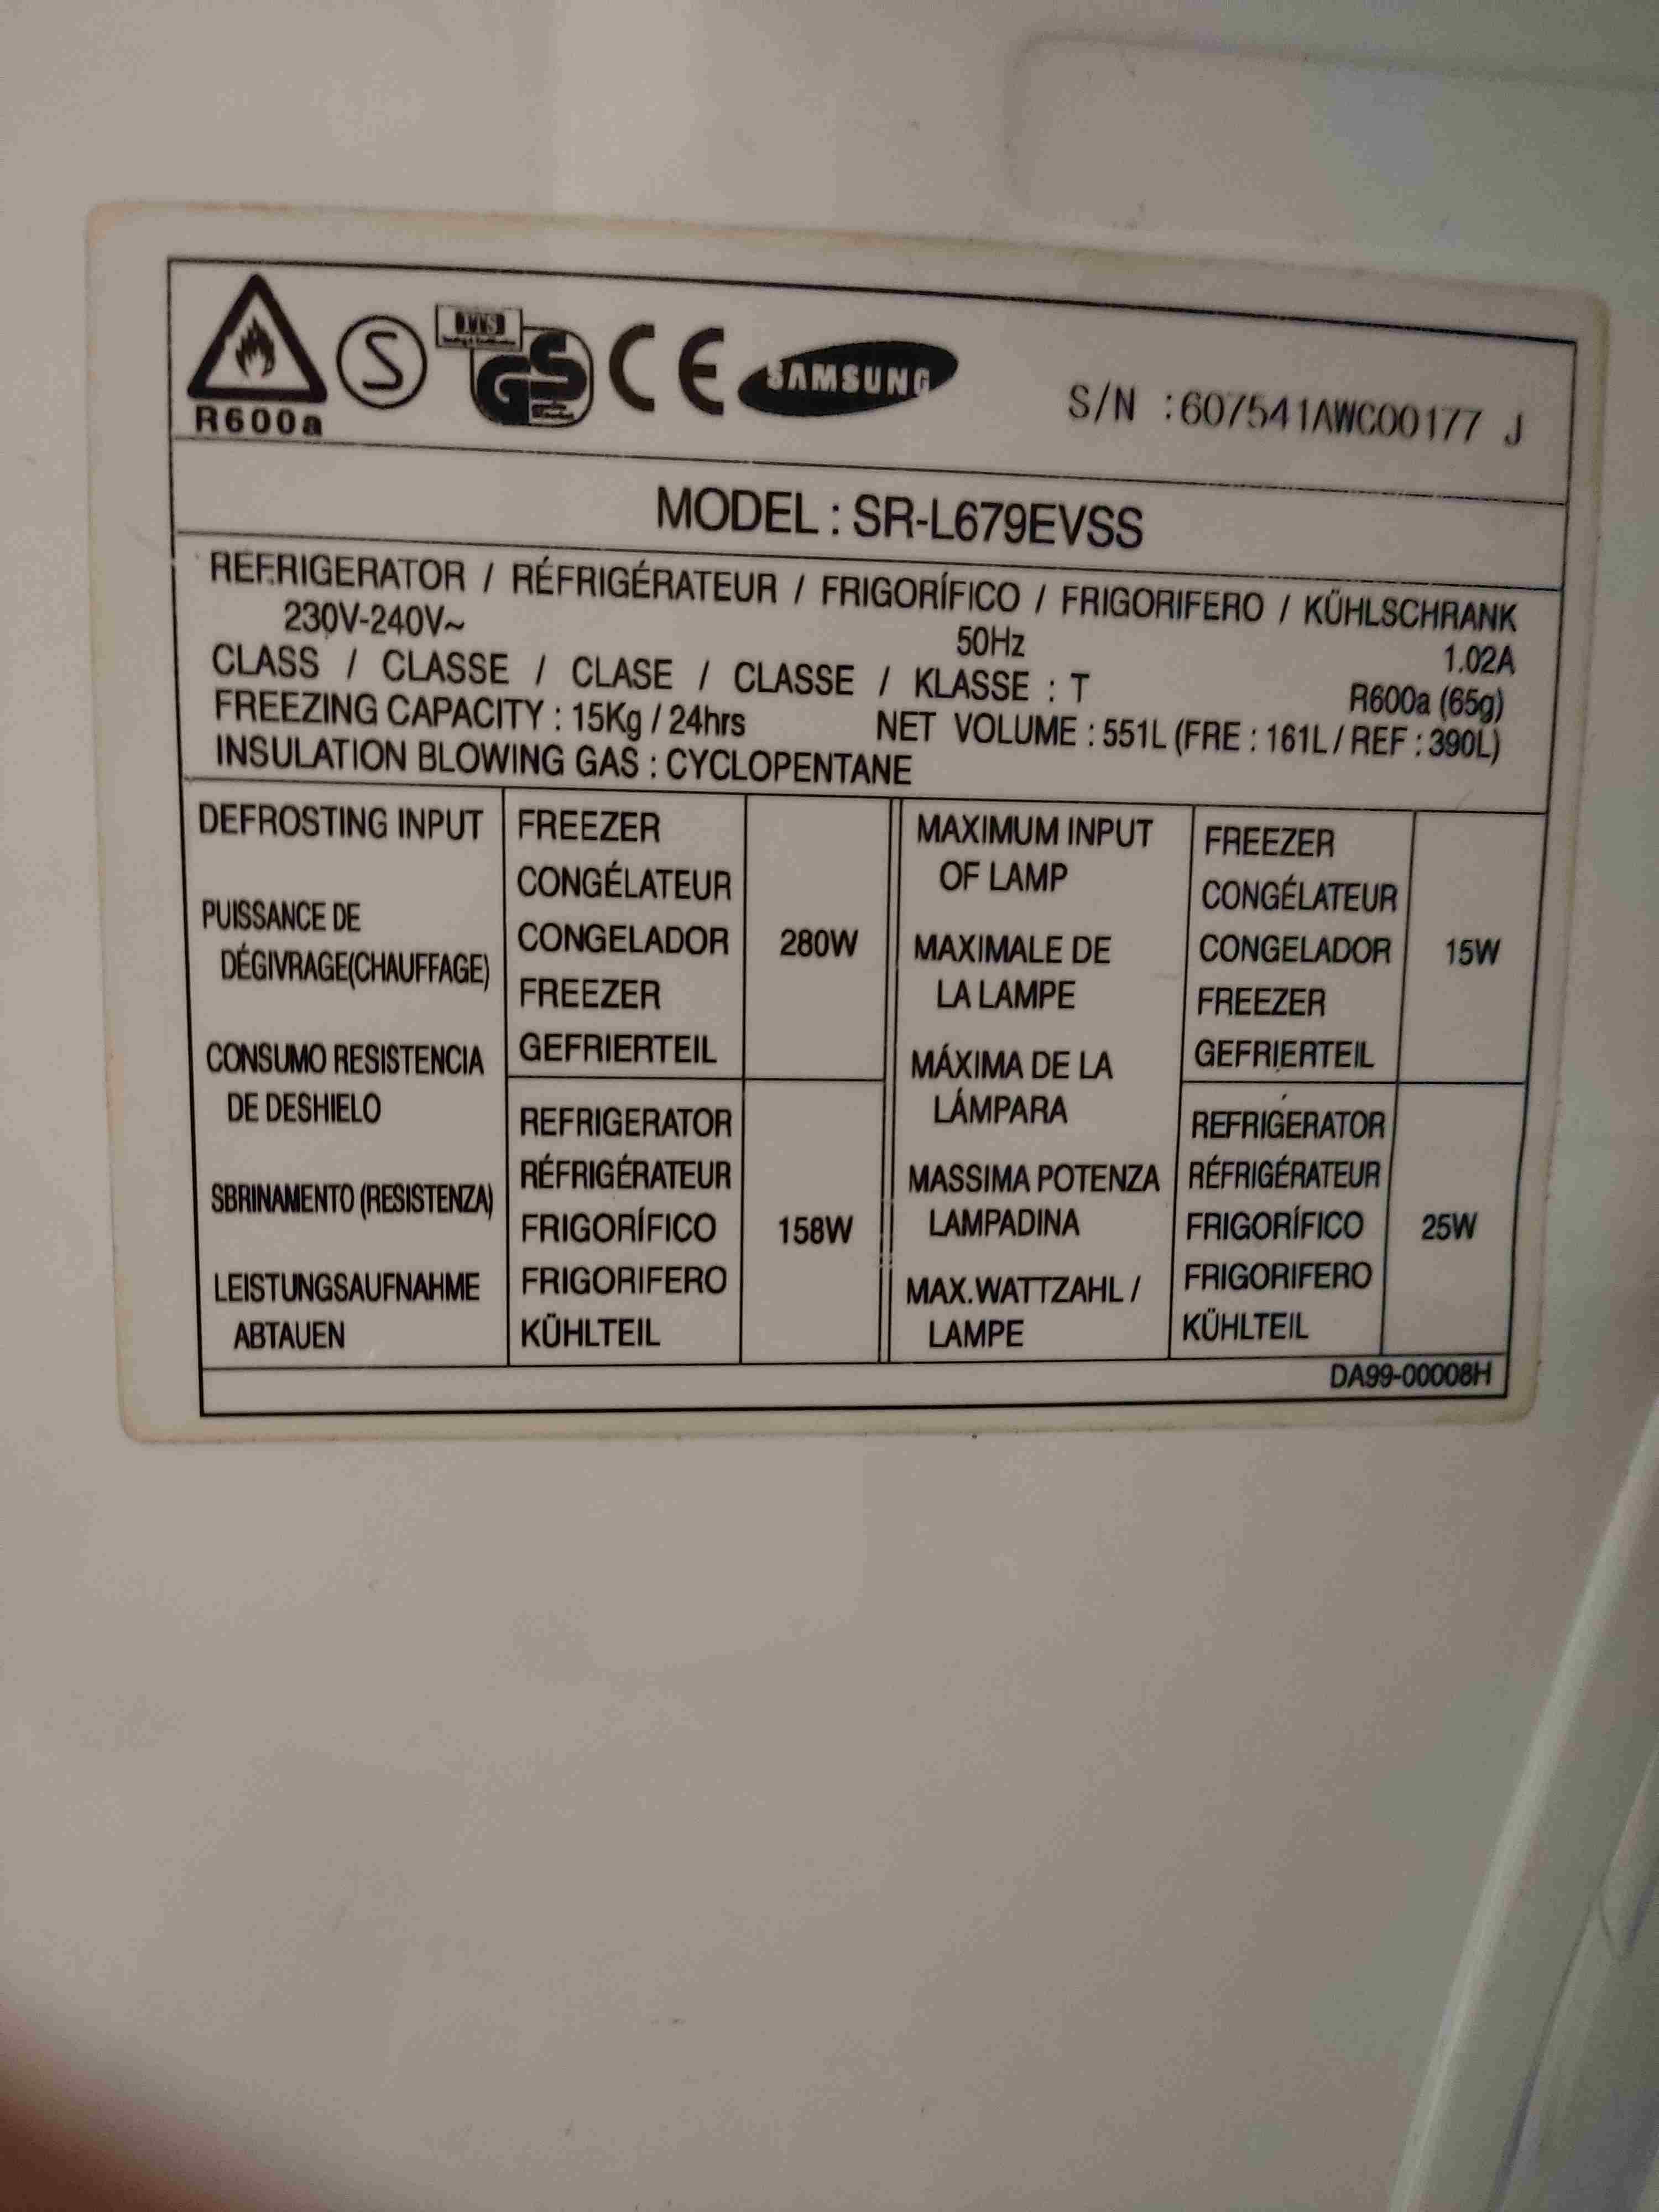 R600a
S
GS
CE
SAMSUNG
S/N :607541AWC00177 J
MODEL : SR-L679EVSS
REFRIGERATOR / RÉFRIGÉRATEUR / FRIGORÍFICO / FRIGORIFERO / KÜHLSCHRANK
230V-240V~ 50Hz 1.02A
CLASS / CLASSE / CLASE / CLASSE / KLASSE : T R600a (65g)
FREEZING CAPACITY : 15Kg / 24hrs NET VOLUME : 551L (FRE : 161L / REF : 390L)
INSULATION BLOWING GAS : CYCLOPENTANE
DEFROSTING INPUT
PUISSANCE DE
DÉGIVRAGE(CHAUFFAGE)
CONSUMO RESISTENCIA
DE DESHIELO
SBRINAMENTO (RESISTENZA)
LEISTUNGSAUFNAHME
ABTAUEN
FREEZER
CONGÉLATEUR
CONGELADOR
FREEZER
GEFRIERTEIL
280W
REFRIGERATOR
RÉFRIGÉRATEUR
FRIGORÍFICO
FRIGORIFERO
KÜHLTEIL
158W
MAXIMUM INPUT
OF LAMP
MAXIMALE DE
LA LAMPE
MÁXIMA DE LA
LÁMPARA
MASSIMA POTENZA
LAMPADINA
MAX.WATTZAHL /
LAMPE
FREEZER
CONGÉLATEUR
CONGELADOR
FREEZER
GEFRIERTEIL
15W
REFRIGERATOR
RÉFRIGÉRATEUR
FRIGORÍFICO
FRIGORIFERO
KÜHLTEIL
25W
DA99-00008H